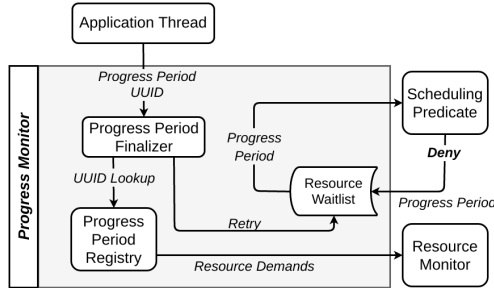 Application Thread
Progress Period
UUID
Progress Monitor
Progress Period
Finalizer
UUID Lookup
Progress
Period
Registry
Retry
Resource Demands
Progress
Period
Resource
Waitlist
Scheduling
Predicate
Deny
Progress Period
Resource
Monitor